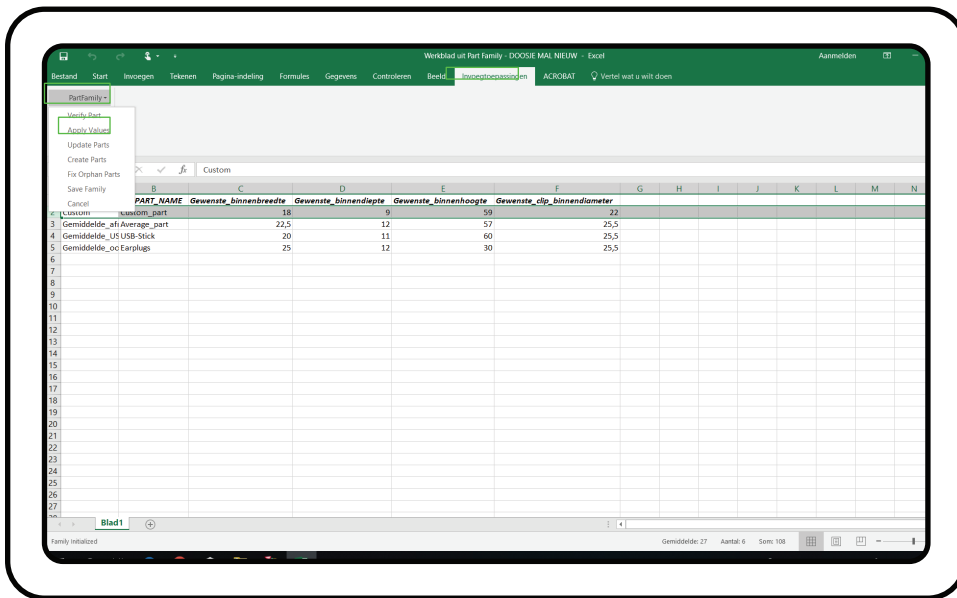 Werkblad uit Part Family - DOOSJE MAL NIEUW - Excel Aanmelden
Bestand Start Invoegen Tekenen Pagina-indeling Formules Gegevens Controleren Beeld Invoegtoepassingen ACROBAT Vertel wat u wilt doen
PartFamily
Verify Part
Apply Values
Update Parts
Create Parts
Fix Orphan Parts
Save Family
Cancel
fx Custom
B C D E F G H I J K L M N
PART_NAME Gewenste_binnenbreedte Gewenste_binnendiepte Gewenste_binnenhoogte Gewenste_clip_binnendiameter
2 Custom Custom_part 18 9 59 22
3 Gemiddelde_afi Average_part 22,5 12 57 25,5
4 Gemiddelde_US USB-Stick 20 11 60 25,5
5 Gemiddelde_oo Earplugs 25 12 30 25,5
6
7
8
9
10
11
12
13
14
15
16
17
18
19
20
21
22
23
24
25
26
27
Blad1
Family Initialized Gemiddelde: 27 Aantal: 6 Som: 108